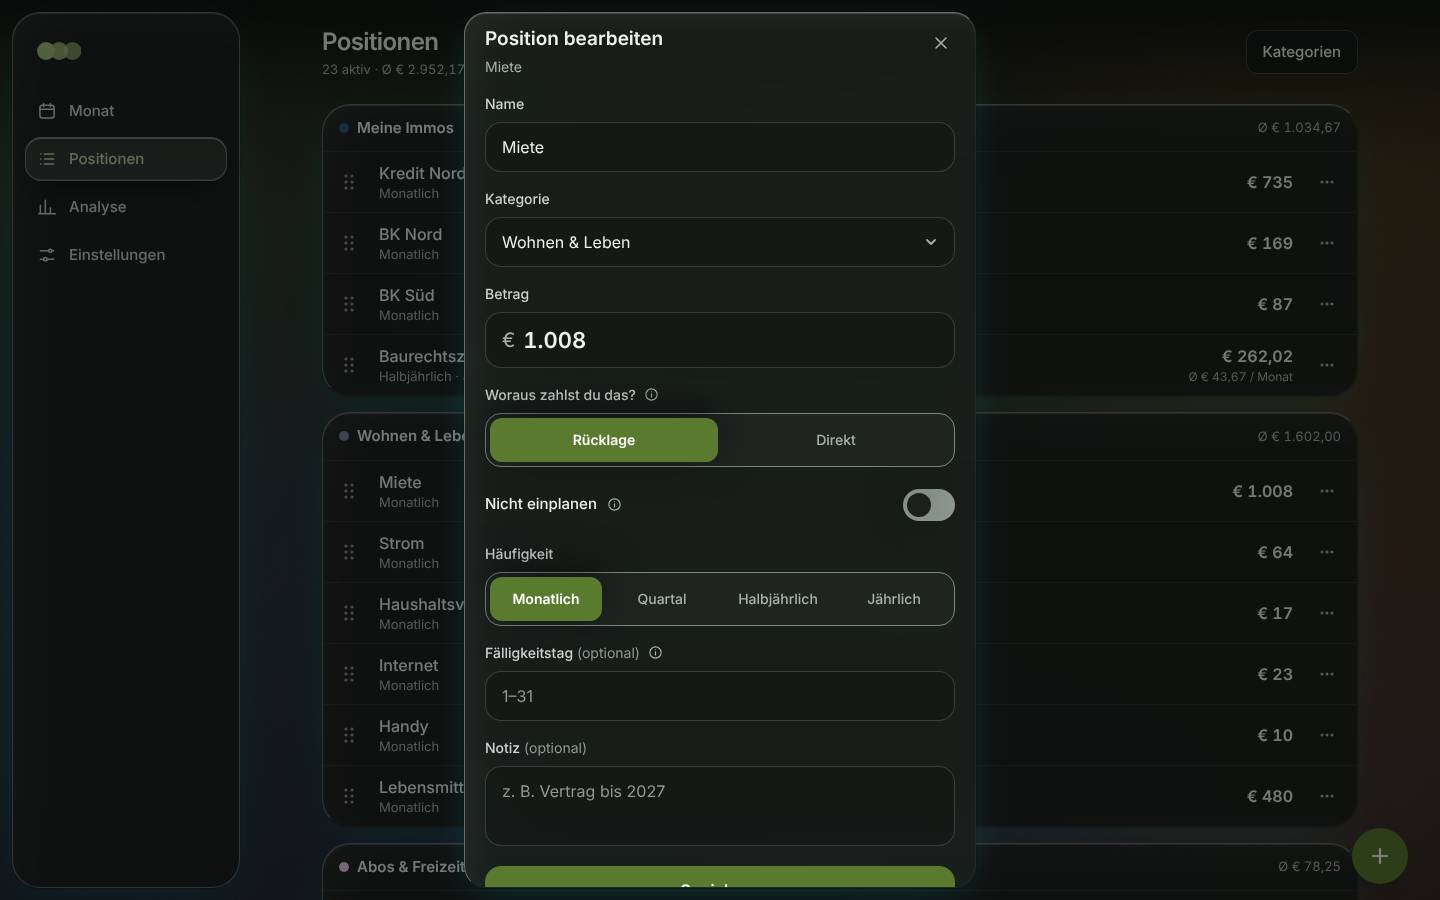 Monat
Positionen
Analyse
Einstellungen
Positionen
23 aktiv · Ø € 2.952,17
Kategorien
Meine Immos
Ø € 1.034,67
Kredit Nord
Monatlich
€ 735
BK Nord
Monatlich
€ 169
BK Süd
Monatlich
€ 87
Halbjährlich ·
€ 262,02
Ø € 43,67 / Monat
Wohnen &
Ø € 1.602,00
Miete
Monatlich
€ 1.008
Strom
Monatlich
€ 64
Monatlich
€ 17
Internet
Monatlich
€ 23
Handy
Monatlich
€ 10
Monatlich
€ 480
Abos & Freizeit
Ø € 78,25
Position bearbeiten
Miete
Name
Miete
Kategorie
Wohnen & Leben
Betrag
€ 1.008
Woraus zahlst du das?
Rücklage
Direkt
Nicht einplanen
Häufigkeit
Monatlich
Quartal
Halbjährlich
Jährlich
Fälligkeitstag (optional)
1–31
Notiz (optional)
z. B. Vertrag bis 2027